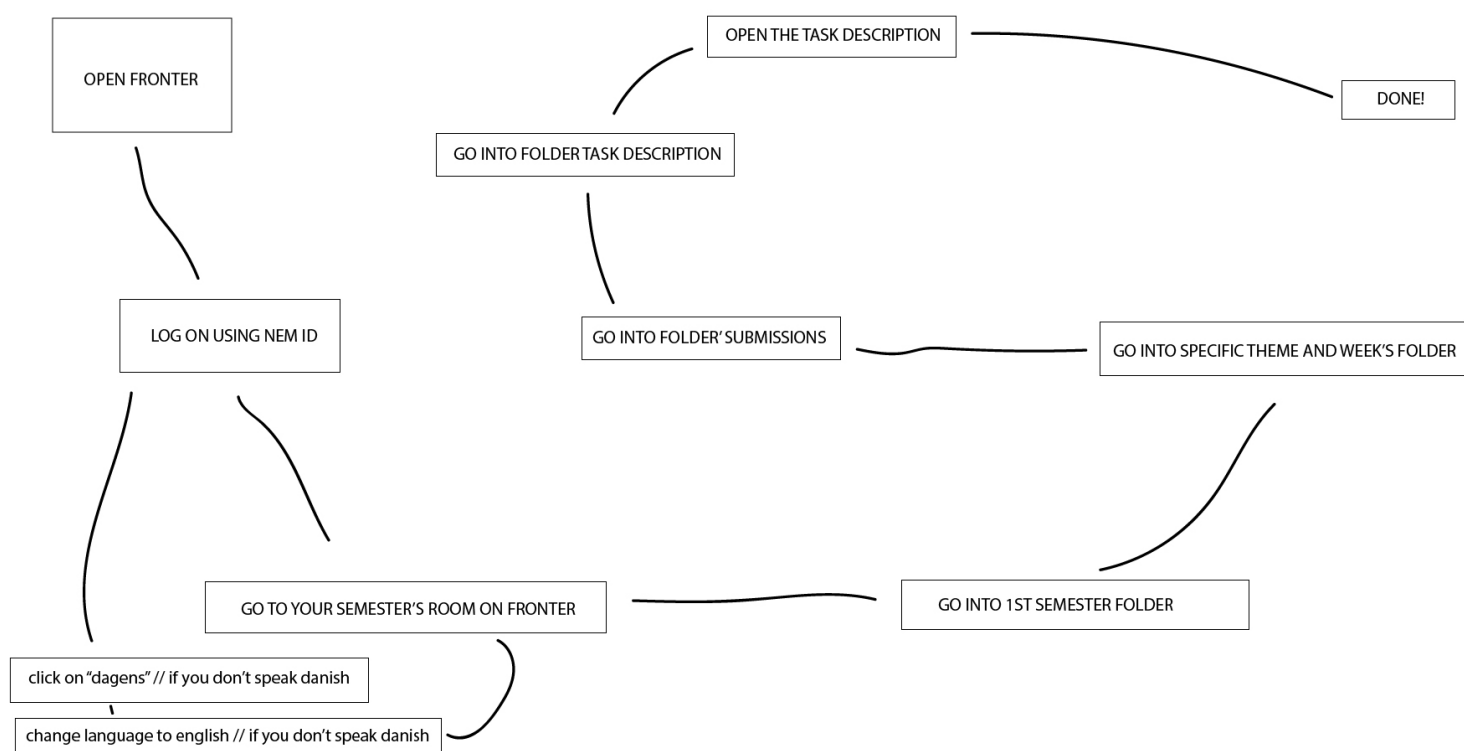 OPEN FRONTER
LOG ON USING NEM ID
click on “dagens” // if you don’t speak danish
change language to english // if you don’t speak danish
GO TO YOUR SEMESTER’S ROOM ON FRONTER
GO INTO 1ST SEMESTER FOLDER
GO INTO SPECIFIC THEME AND WEEK’S FOLDER
GO INTO FOLDER’ SUBMISSIONS
GO INTO FOLDER TASK DESCRIPTION
OPEN THE TASK DESCRIPTION
DONE!